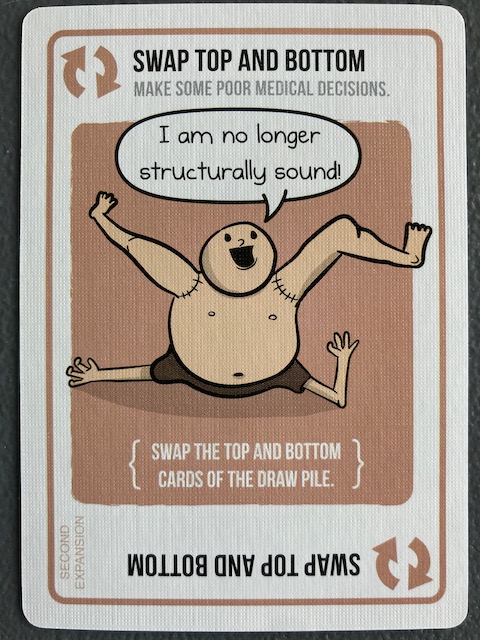 SWAP TOP AND BOTTOM
MAKE SOME POOR MEDICAL DECISIONS.
I am no longer
structurally sound!
{ SWAP THE TOP AND BOTTOM
CARDS OF THE DRAW PILE. }
SECOND
EXPANSION
SWAP TOP AND BOTTOM